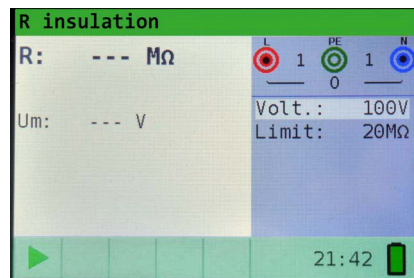 R insulation
R: --- MΩ
Um: --- V
L PE N
1 1
0
Volt.: 100V
Limit: 20MΩ
21:42